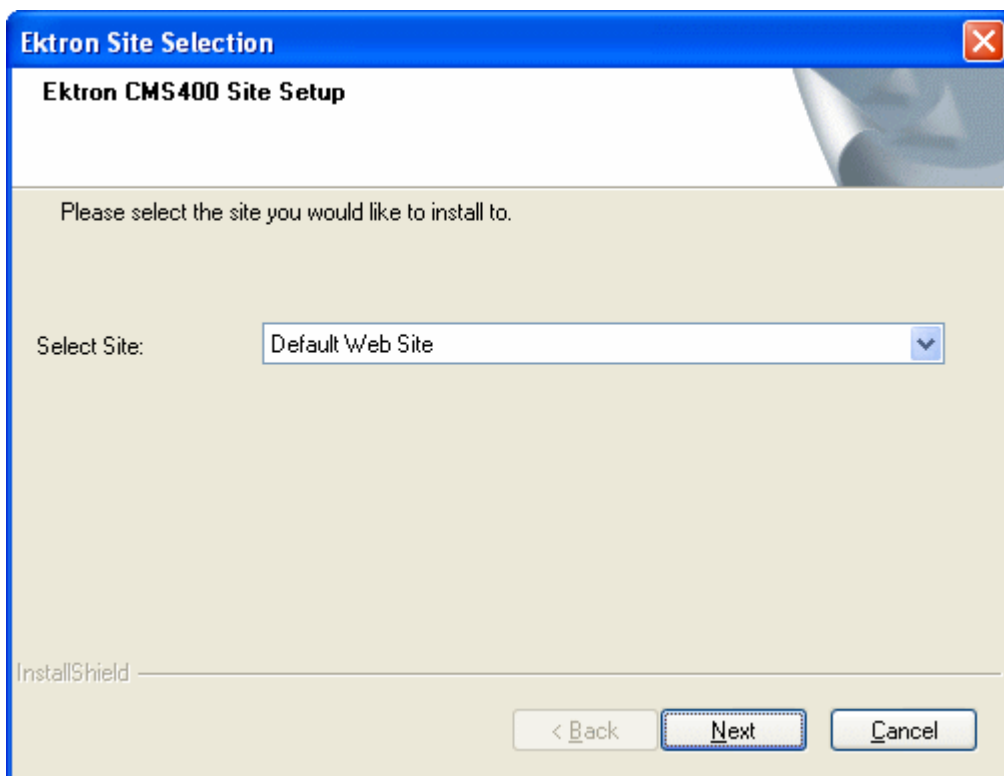 Ektron Site Selection
Ektron CMS400 Site Setup
Please select the site you would like to install to.
Select Site: Default Web Site
InstallShield
< Back Next Cancel